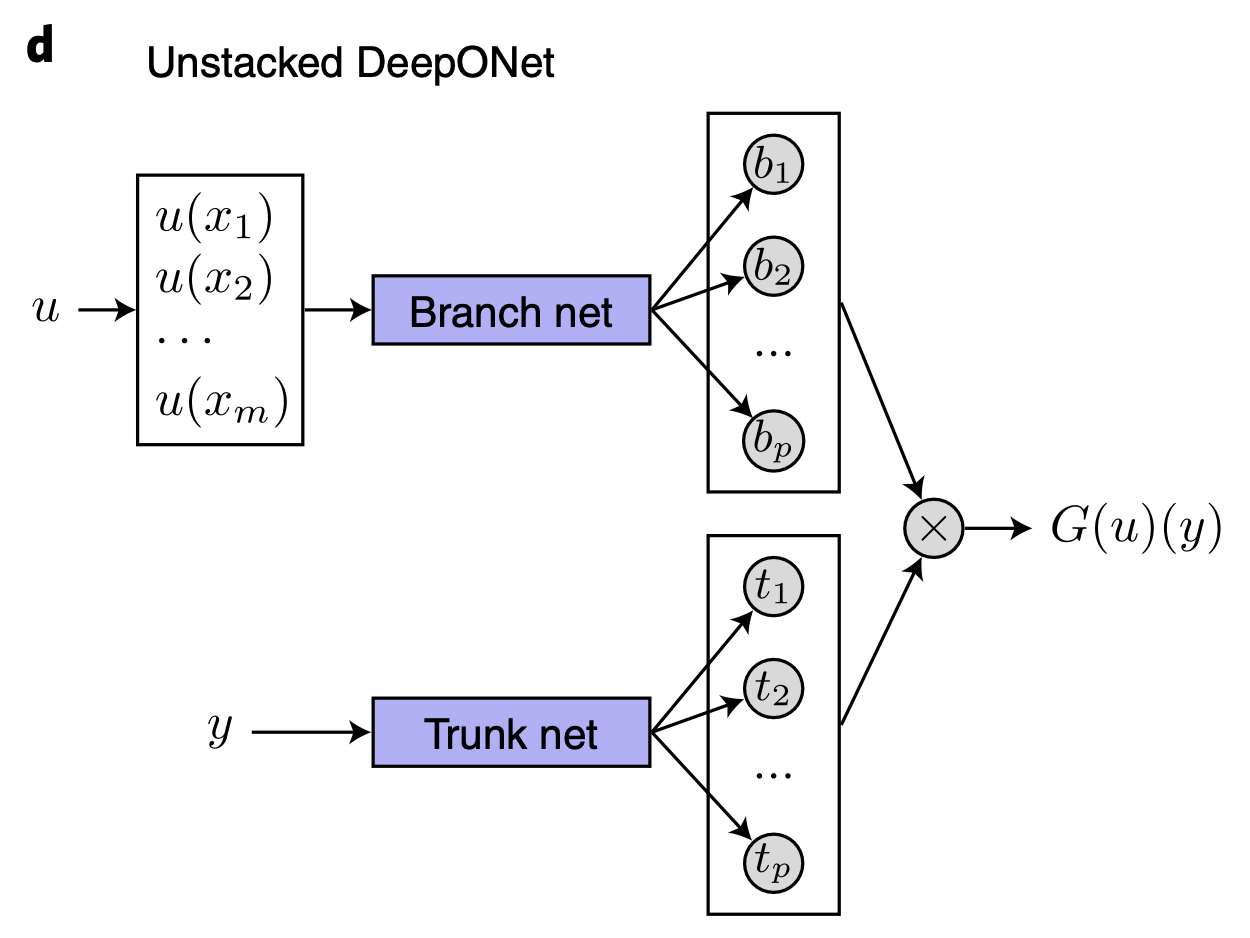 d
Unstacked DeepONet
u
u(x₁)
u(x₂)
...
u(xₘ)
Branch net
b₁
b₂
...
bₚ
y
Trunk net
t₁
t₂
...
tₚ
×
G(u)(y)